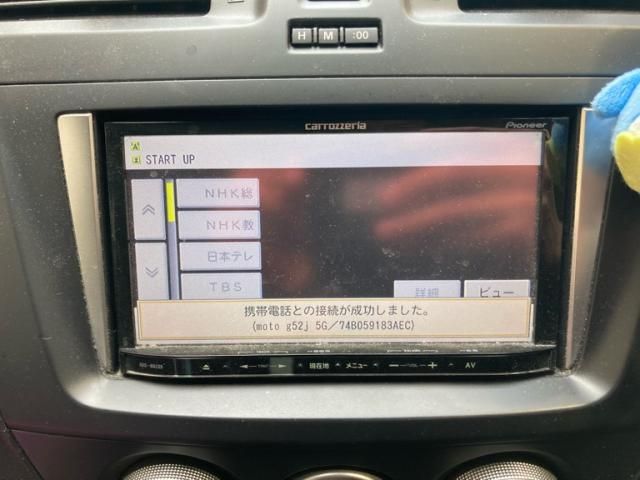 H M :00
carrozzeria
Pioneer
A
START UP
NHK総
NHK教
日本テレ
TBS
詳細 ビュー
携帯電話との接続が成功しました。
(moto g52j 5G/74B059183AEC)
現在地 メニュー − VOL + AV